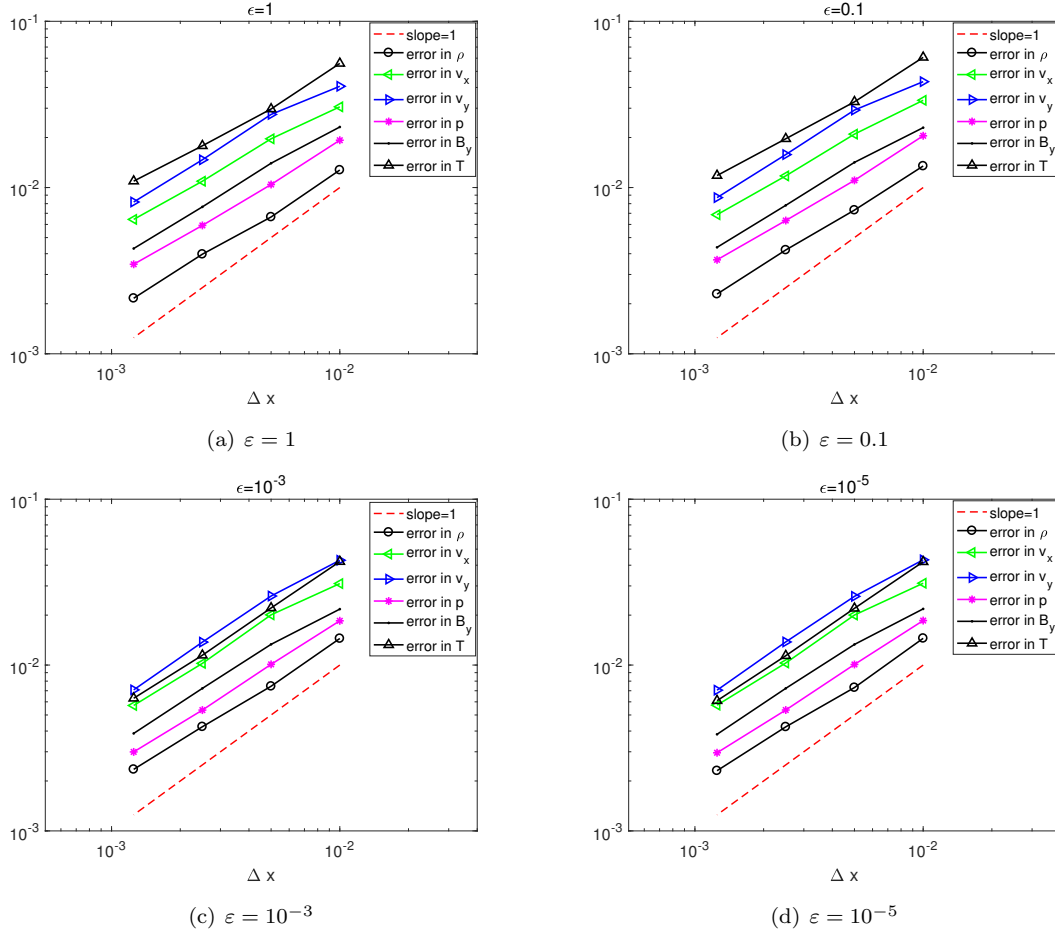 ϵ=1
10⁻¹
10⁻²
10⁻³
10⁻³
10⁻²
Δ x
slope=1
error in ρ
error in vₓ
error in v_y
error in p
error in B_y
error in T
(a) ε = 1
ϵ=0.1
10⁻¹
10⁻²
10⁻³
10⁻³
10⁻²
Δ x
slope=1
error in ρ
error in vₓ
error in v_y
error in p
error in B_y
error in T
(b) ε = 0.1
ϵ=10⁻³
10⁻¹
10⁻²
10⁻³
10⁻³
10⁻²
Δ x
slope=1
error in ρ
error in vₓ
error in v_y
error in p
error in B_y
error in T
(c) ε = 10⁻³
ϵ=10⁻⁵
10⁻¹
10⁻²
10⁻³
10⁻³
10⁻²
Δ x
slope=1
error in ρ
error in vₓ
error in v_y
error in p
error in B_y
error in T
(d) ε = 10⁻⁵